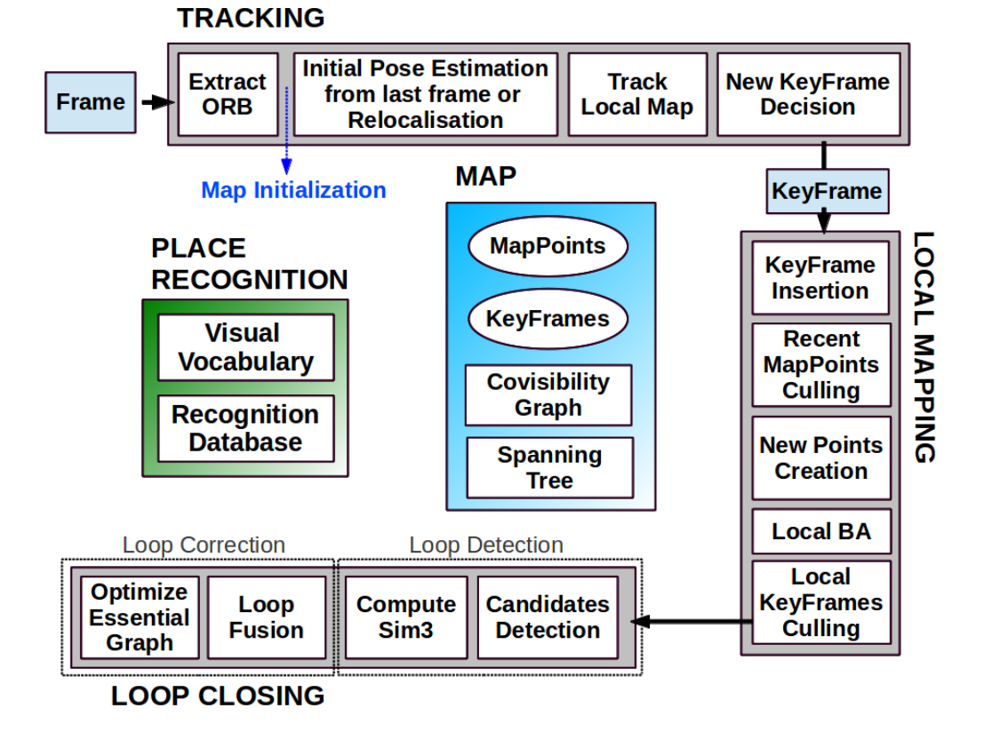 TRACKING
Frame
Extract
ORB
Initial Pose Estimation
from last frame or
Relocalisation
Track
Local Map
New KeyFrame
Decision
Map Initialization
MAP
KeyFrame
PLACE
RECOGNITION
Visual
Vocabulary
Recognition
Database
MapPoints
KeyFrames
Covisibility
Graph
Spanning
Tree
LOCAL MAPPING
KeyFrame
Insertion
Recent
MapPoints
Culling
New Points
Creation
Local BA
Local
KeyFrames
Culling
Loop Correction
Loop Detection
Optimize
Essential
Graph
Loop
Fusion
Compute
Sim3
Candidates
Detection
LOOP CLOSING